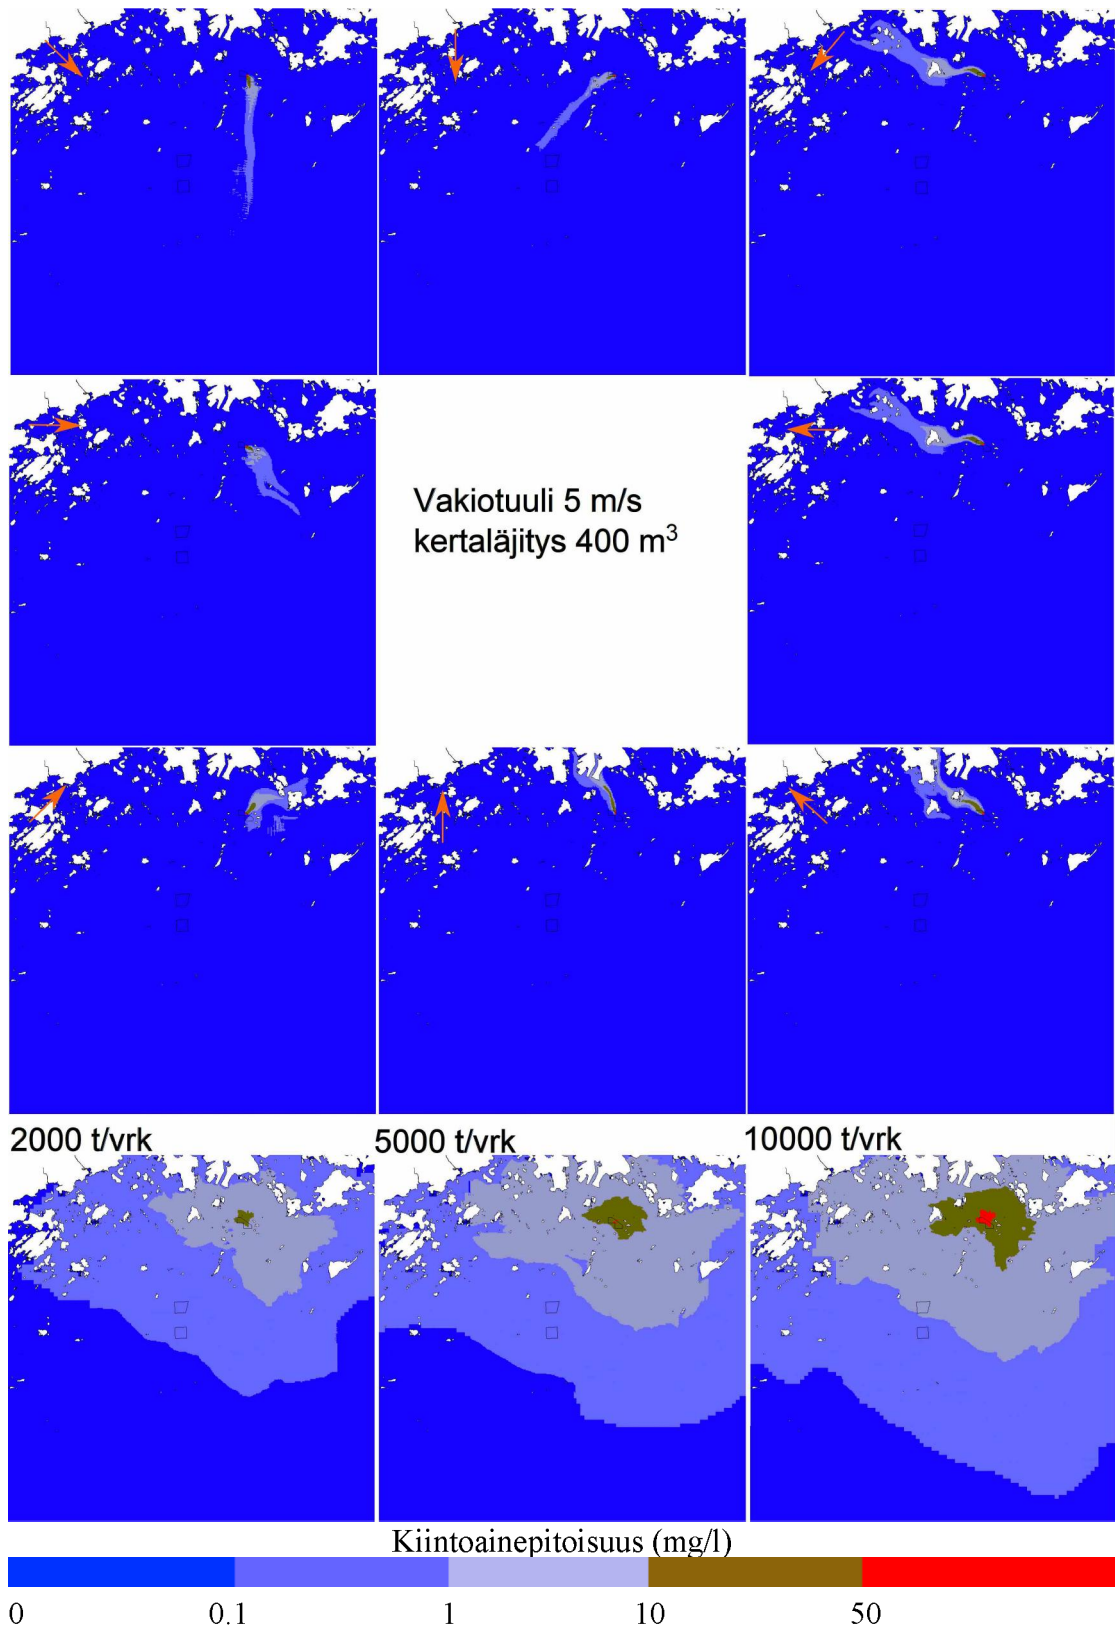 Vakiotuuli 5 m/s
kertaläjitys 400 m³
2000 t/vrk 5000 t/vrk 10000 t/vrk
Kiintoainepitoisuus (mg/l)
0 0.1 1 10 50